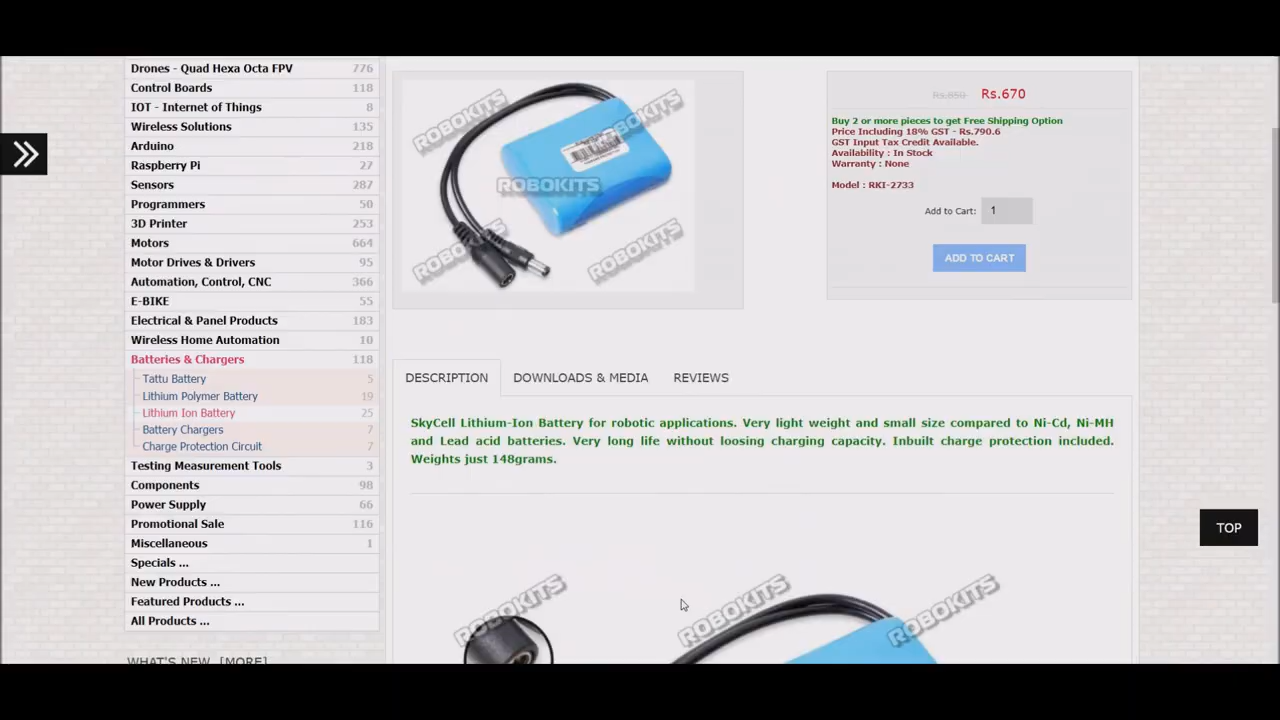 Drones - Quad Hexa Octa FPV 776
Control Boards 118
IOT - Internet of Things 8
Wireless Solutions 135
Arduino 218
Raspberry Pi 27
Sensors 287
Programmers 50
3D Printer 253
Motors 664
Motor Drives & Drivers 95
Automation, Control, CNC 366
E-BIKE 55
Electrical & Panel Products 183
Wireless Home Automation 10
Batteries & Chargers 118
Tattu Battery 5
Lithium Polymer Battery 19
Lithium Ion Battery 25
Battery Chargers 7
Charge Protection Circuit 7
Testing Measurement Tools 3
Components 98
Power Supply 66
Promotional Sale 116
Miscellaneous 1
Specials ...
New Products ...
Featured Products ...
All Products ...
WHAT'S NEW [MORE]
ROBOKITS
ROBOKITS
ROBOKITS
ROBOKITS
ROBOKITS
Rs.850 Rs.670
Buy 2 or more pieces to get Free Shipping Option
Price Including 18% GST - Rs.790.6
GST Input Tax Credit Available.
Availability : In Stock
Warranty : None
Model : RKI-2733
Add to Cart: 1
ADD TO CART
DESCRIPTION DOWNLOADS & MEDIA REVIEWS
SkyCell Lithium-Ion Battery for robotic applications. Very light weight and small size compared to Ni-Cd, Ni-MH
and Lead acid batteries. Very long life without loosing charging capacity. Inbuilt charge protection included.
Weights just 148grams.
ROBOKITS
ROBOKITS
ROBOKITS
TOP